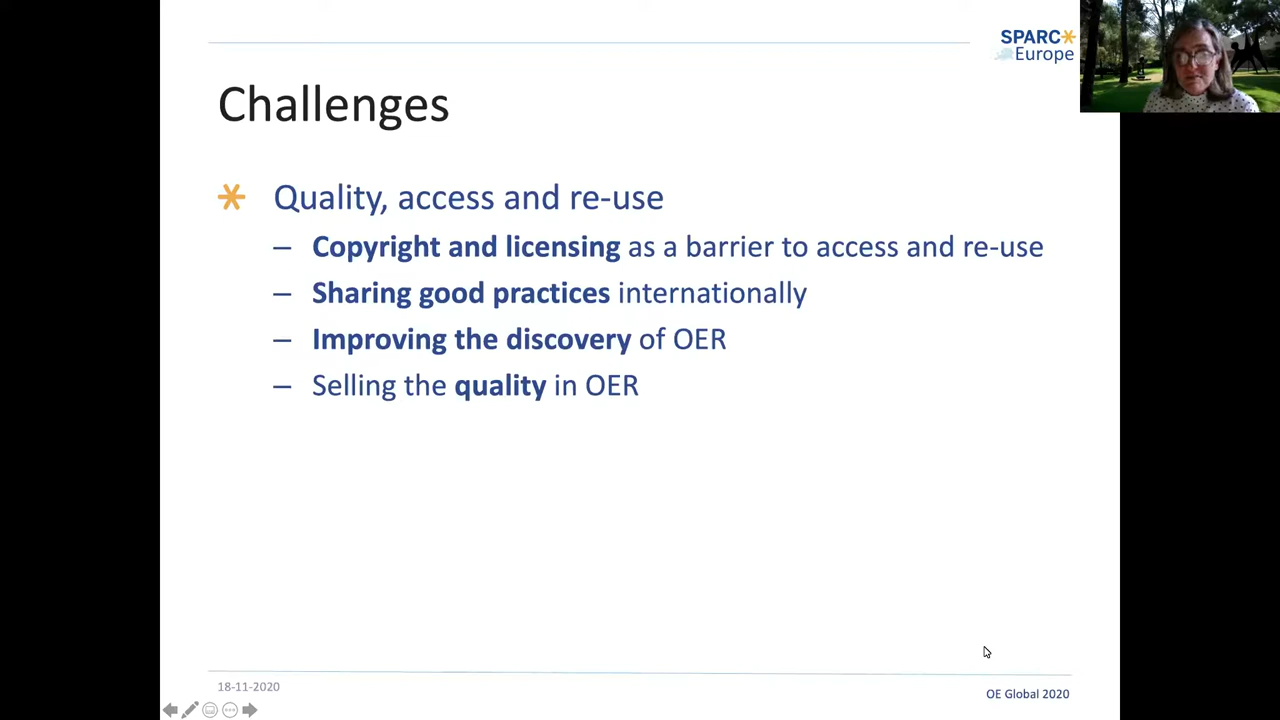 SPARC
Europe
Challenges
Quality, access and re-use
– Copyright and licensing as a barrier to access and re-use
– Sharing good practices internationally
– Improving the discovery of OER
– Selling the quality in OER
18-11-2020
OE Global 2020